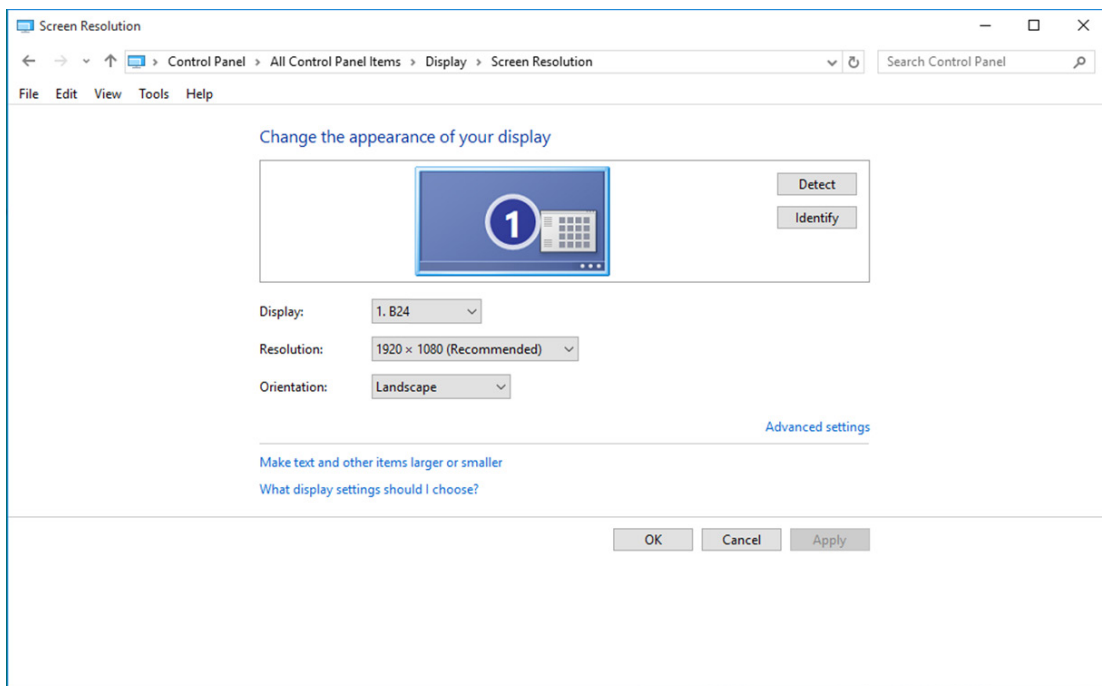 Screen Resolution
Control Panel > All Control Panel Items > Display > Screen Resolution
Search Control Panel
File Edit View Tools Help
Change the appearance of your display
1
Detect
Identify
Display: 1. B24
Resolution: 1920 × 1080 (Recommended)
Orientation: Landscape
Advanced settings
Make text and other items larger or smaller
What display settings should I choose?
OK Cancel Apply